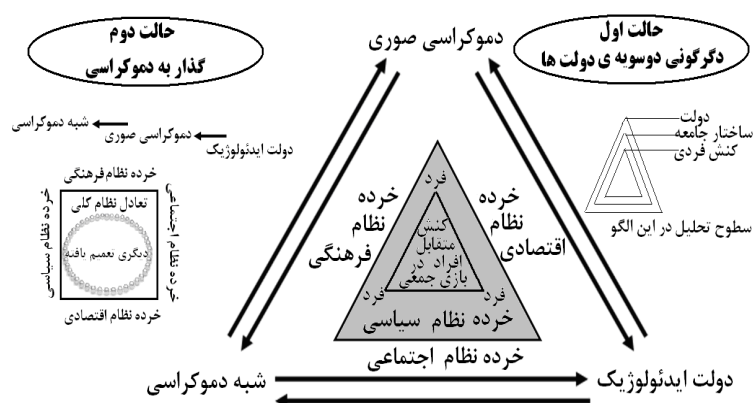 حالت اول
دگرگونی دوسویه ی دولت ها
دموکراسی صوری
حالت دوم
گذار به دموکراسی
دولت
ساختار جامعه
کنش فردی
سطوح تحلیل در این الگو
شبه دموکراسی
دموکراسی صوری
دولت ایدئولوژیک
خرده نظام فرهنگی
خرده نظام اجتماعی
خرده نظام سیاسی
تعادل نظام کلی
دیگری تعمیم یافته
خرده نظام اقتصادی
خرده
نظام
اقتصادی
خرده
نظام
فرهنگی
فرد
کنش
متقابل
افراد در
بازی جمعی
فرد
فرد
خرده نظام سیاسی
خرده نظام اجتماعی
دولت ایدئولوژیک
شبه دموکراسی